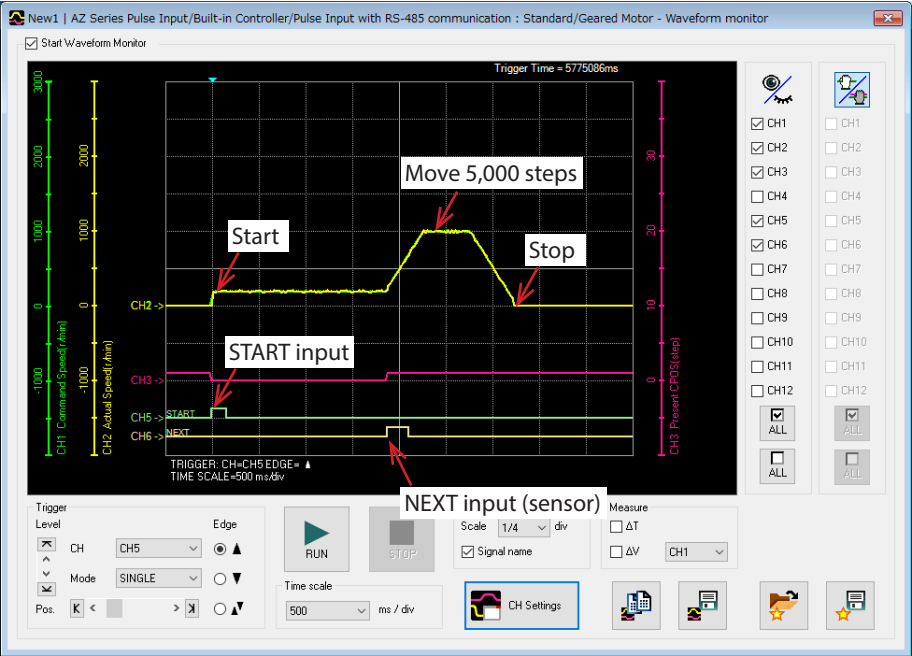 New1 | AZ Series Pulse Input/Built-in Controller/Pulse Input with RS-485 communication : Standard/Geared Motor - Waveform monitor
Start Waveform Monitor
Trigger Time = 5775086ms
3000
2000
1000
0
-1000
CH1 Command Speed(r/min)
2000
1000
0
-1000
CH2 Actual Speed(r/min)
Move 5,000 steps
Start
Stop
CH2 ->
START input
CH3 ->
CH5 -> START
CH6 -> NEXT
TRIGGER: CH=CH5 EDGE=
TIME SCALE=500 ms/div
NEXT input (sensor)
30
20
10
0
CH3 Present CPOS(step)
CH1 CH1
CH2 CH2
CH3 CH3
CH4 CH4
CH5 CH5
CH6 CH6
CH7 CH7
CH8 CH8
CH9 CH9
CH10 CH10
CH11 CH11
CH12 CH12
ALL ALL
ALL ALL
Trigger
Level Edge
CH CH5
Mode SINGLE
Pos.
RUN
STOP
Time scale
500 ms / div
Scale 1/4 div
Signal name
CH Settings
Measure
ΔT
ΔV CH1